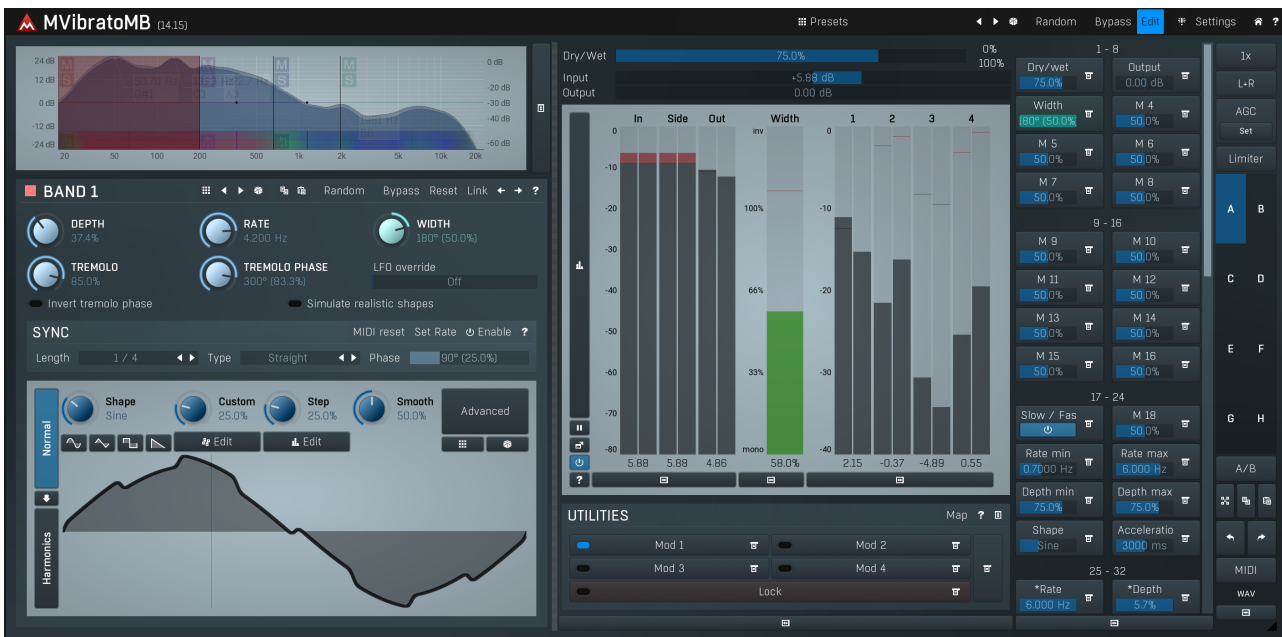 MVibratoMB (14.15)
Presets
Random Bypass Edit Settings ?
24 dB
12 dB
0 dB
-12 dB
-24 dB
M M M M
S S S S
0 dB
-20 dB
-30 dB
-40 dB
-60 dB
20 50 100 200 500 1k 2k 5k 10k 20k
BAND 1
Random Bypass Reset Link ?
DEPTH
37.4%
RATE
4.200 Hz
WIDTH
180° (50.0%)
TREMOLO
85.0%
TREMOLO PHASE
300° (83.3%)
LFO override
Off
Invert tremolo phase
Simulate realistic shapes
SYNC
MIDI reset Set Rate Enable ?
Length 1 / 4 Type Straight Phase 90° (25.0%)
Normal
Harmonics
Shape
Sine
Custom
25.0%
Step
25.0%
Smooth
50.0%
Advanced
Edit
Edit
Dry/Wet 75.0% 0%
100%
Input +5.88 dB
Output 0.00 dB
In Side Out Width 1 2 3 4
0
-10
-20
-30
-40
-50
-60
-70
-80
inv
100%
66%
33%
mono
0
-10
-20
-30
-40
5.88 5.88 4.86 58.0% 2.15 -0.37 -4.89 0.55
?
UTILITIES
Map ?
Mod 1 Mod 2
Mod 3 Mod 4
Lock
1 - 8
Dry/wet Output
75.0% 0.00 dB
Width M 4
180° (50.0% 50.0%
M 5 M 6
50.0% 50.0%
M 7 M 8
50.0% 50.0%
9 - 16
M 9 M 10
50.0% 50.0%
M 11 M 12
50.0% 50.0%
M 13 M 14
50.0% 50.0%
M 15 M 16
50.0% 50.0%
17 - 24
Slow / Fas M 18
50.0%
Rate min Rate max
0.7000 Hz 6.000 Hz
Depth min Depth max
75.0% 75.0%
Shape Acceleratio
Sine 3000 ms
25 - 32
*Rate *Depth
6.000 Hz 5.7%
1x
L+R
AGC
Set
Limiter
A B
C D
E F
G H
A/B
MIDI
WAV